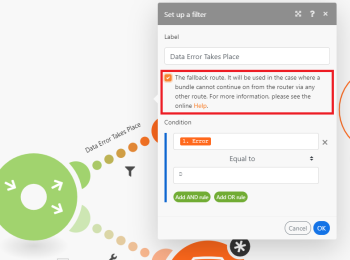 Set up a filter
Label
Data Error Takes Place
The fallback route. It will be used in the case where a
bundle cannot continue on from the router via any
other route. For more information, please see the
online Help.
Condition
1. Error
Equal to
0
Add AND rule
Add OR rule
Cancel
OK
Data Error Takes Place